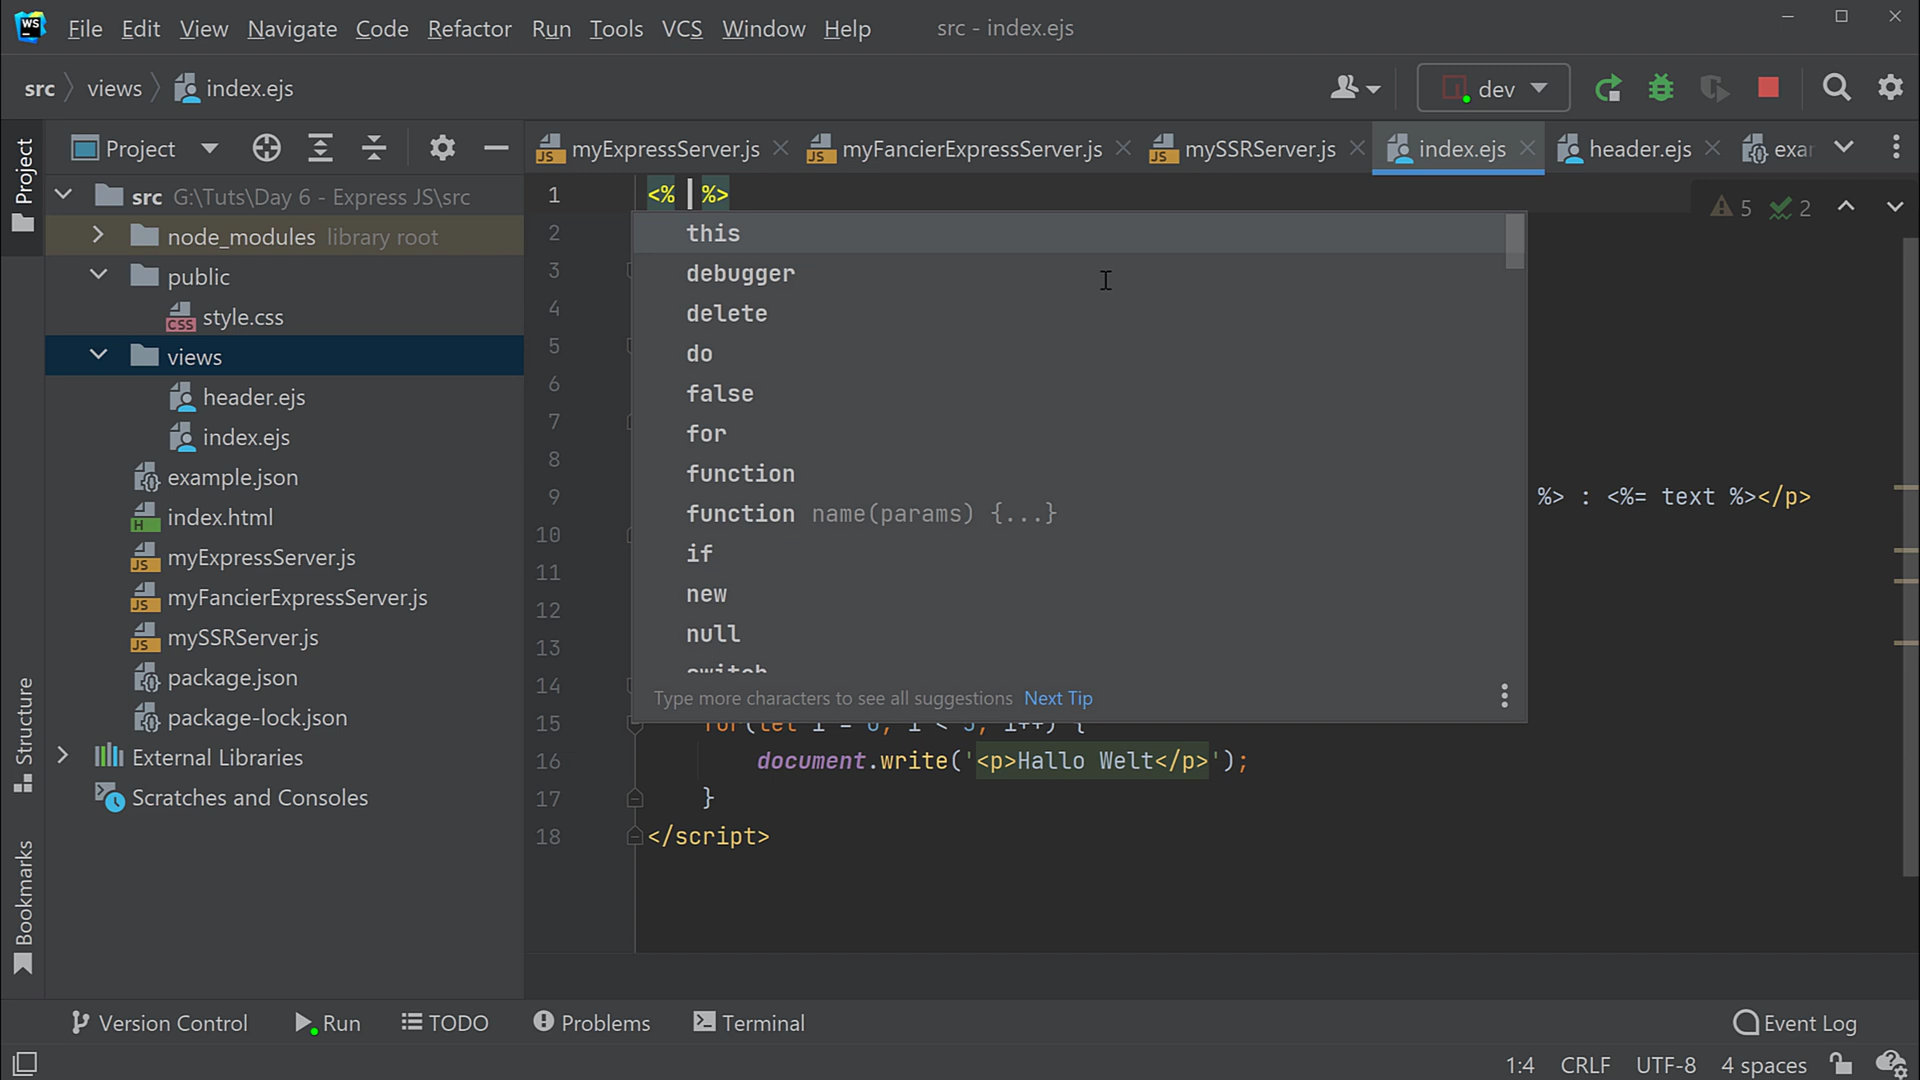 WS File Edit View Navigate Code Refactor Run Tools VCS Window Help src - index.ejs
src views index.ejs dev
Project Project myExpressServer.js myFancierExpressServer.js mySSRServer.js index.ejs header.ejs exar
src G:\Tuts\Day 6 - Express JS\src
node_modules library root
public
style.css
views
header.ejs
index.ejs
example.json
index.html
myExpressServer.js
myFancierExpressServer.js
mySSRServer.js
package.json
package-lock.json
External Libraries
Scratches and Consoles
Structure
Bookmarks
1 <% %>
5 2
2
3
4
5
6
7
8
9 %> : <%= text %></p>
10
11
12
13
14
this
debugger
delete
do
false
for
function
function name(params) {...}
if
new
null
switch
Type more characters to see all suggestions Next Tip
15 for(let i = 0; i < 5; i++) {
16 document.write('<p>Hallo Welt</p>');
17 }
18 </script>
Version Control Run TODO Problems Terminal Event Log
1:4 CRLF UTF-8 4 spaces